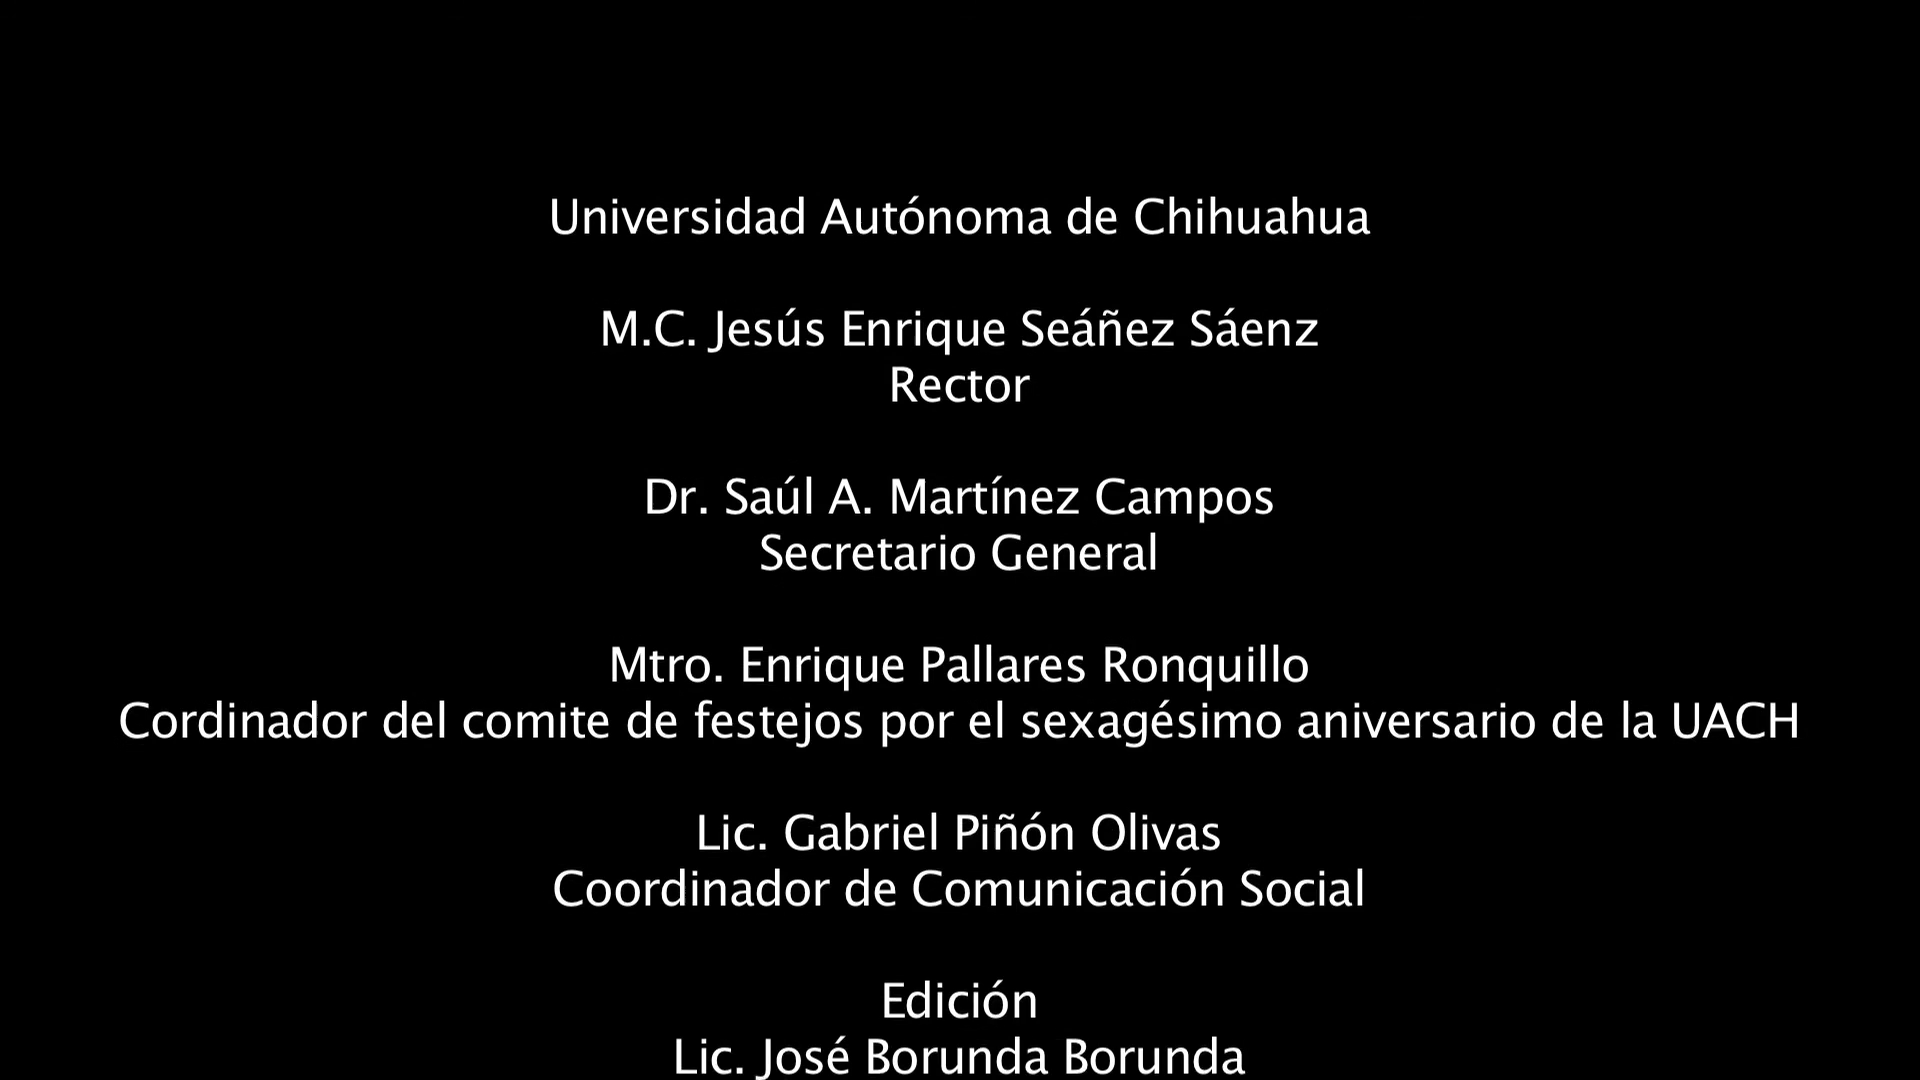 Universidad Autónoma de Chihuahua
M.C. Jesús Enrique Seáñez Sáenz
Rector
Dr. Saúl A. Martínez Campos
Secretario General
Mtro. Enrique Pallares Ronquillo
Cordinador del comite de festejos por el sexagésimo aniversario de la UACH
Lic. Gabriel Piñón Olivas
Coordinador de Comunicación Social
Edición
Lic. José Borunda Borunda